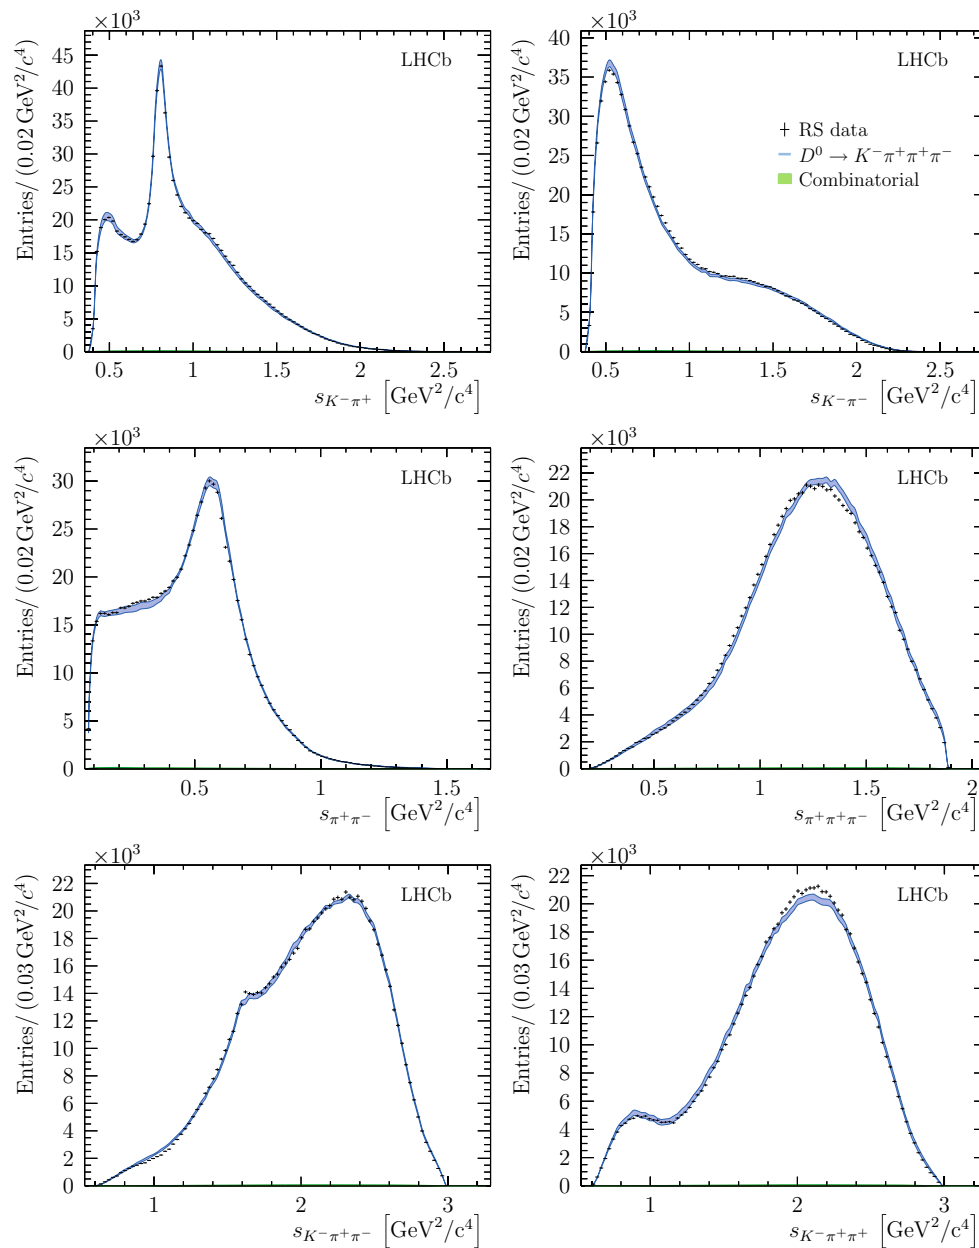 ×10³
Entries/ (0.02 GeV²/c⁴)
45
40
35
30
25
20
15
10
5
0
LHCb
0.5 1 1.5 2 2.5
s_{K⁻π⁺} [GeV²/c⁴]
×10³
Entries/ (0.02 GeV²/c⁴)
40
35
30
25
20
15
10
5
0
LHCb
RS data
D⁰ → K⁻π⁺π⁺π⁻
Combinatorial
0.5 1 1.5 2 2.5
s_{K⁻π⁻} [GeV²/c⁴]
×10³
Entries/ (0.02 GeV²/c⁴)
30
25
20
15
10
5
0
LHCb
0.5 1 1.5
s_{π⁺π⁻} [GeV²/c⁴]
×10³
Entries/ (0.02 GeV²/c⁴)
22
20
18
16
14
12
10
8
6
4
2
0
LHCb
0.5 1 1.5 2
s_{π⁺π⁺π⁻} [GeV²/c⁴]
×10³
Entries/ (0.03 GeV²/c⁴)
22
20
18
16
14
12
10
8
6
4
2
0
LHCb
1 2 3
s_{K⁻π⁺π⁻} [GeV²/c⁴]
×10³
Entries/ (0.03 GeV²/c⁴)
22
20
18
16
14
12
10
8
6
4
2
0
LHCb
1 2 3
s_{K⁻π⁺π⁺} [GeV²/c⁴]